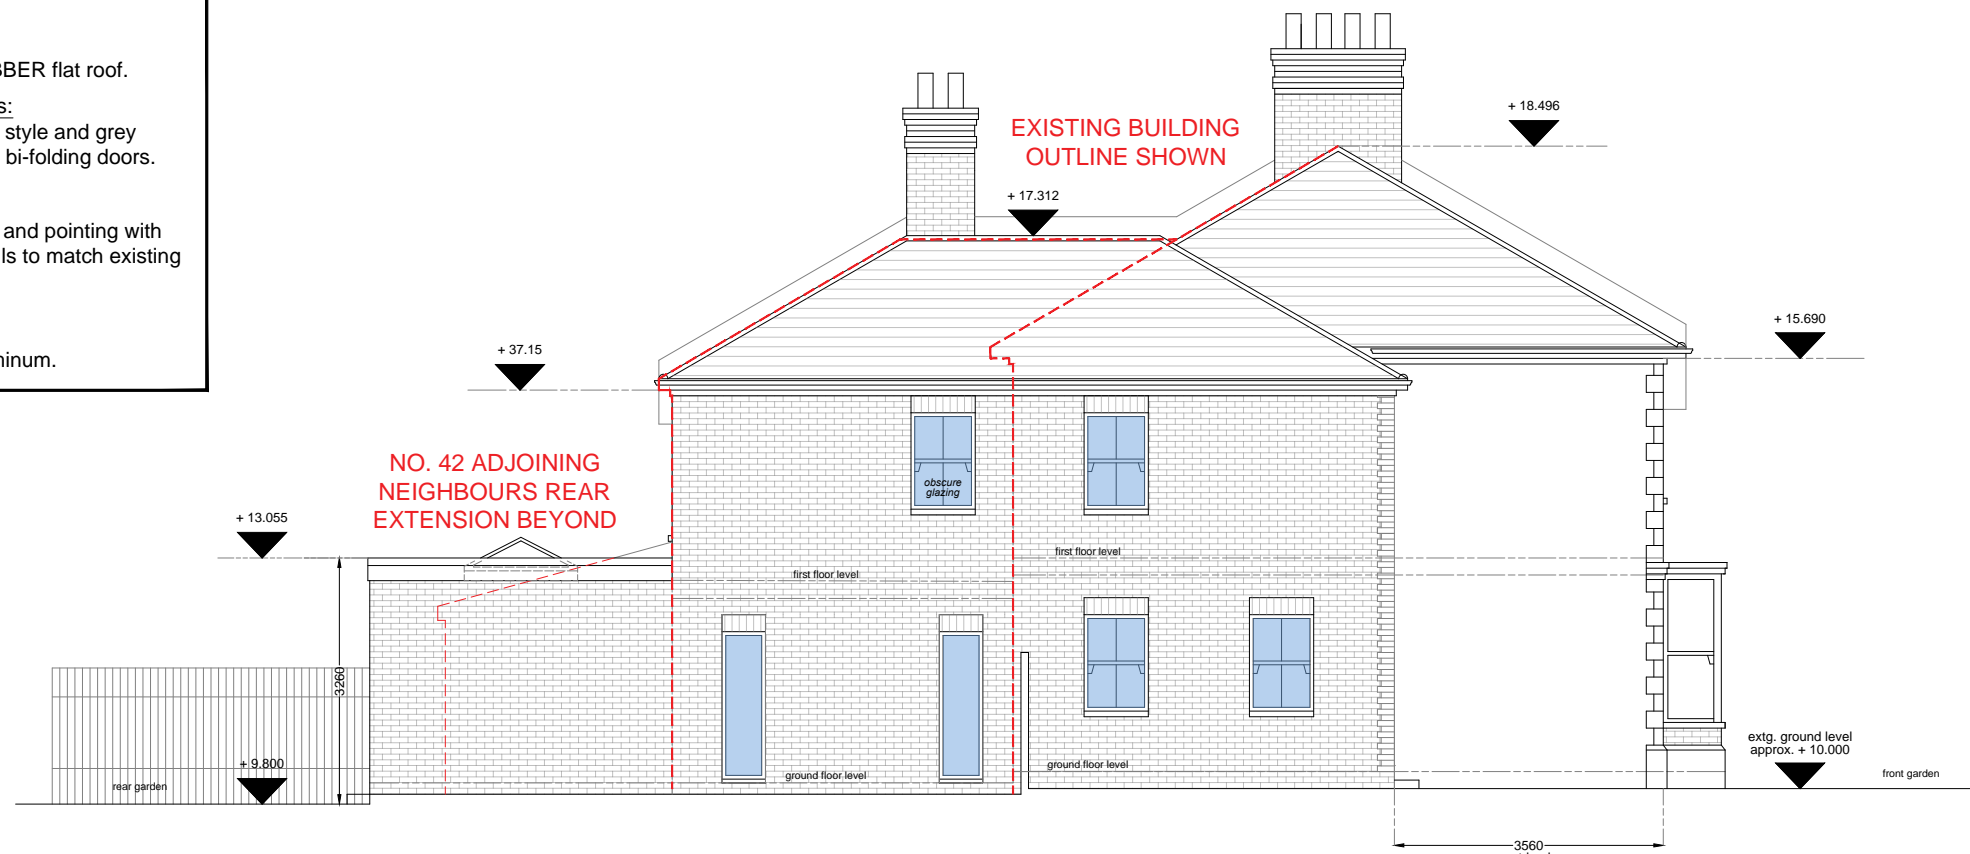 BBER flat roof.
s:
style and grey
bi-folding doors.
and pointing with
ls to match existing
minum.
EXISTING BUILDING
OUTLINE SHOWN
+ 18.496
+ 17.312
+ 15.690
+ 37.15
NO. 42 ADJOINING
NEIGHBOURS REAR
EXTENSION BEYOND
+ 13.055
obscure
glazing
first floor level
first floor level
3260
+ 9.800
rear garden
ground floor level
ground floor level
extg. ground level
approx. + 10.000
front garden
3560